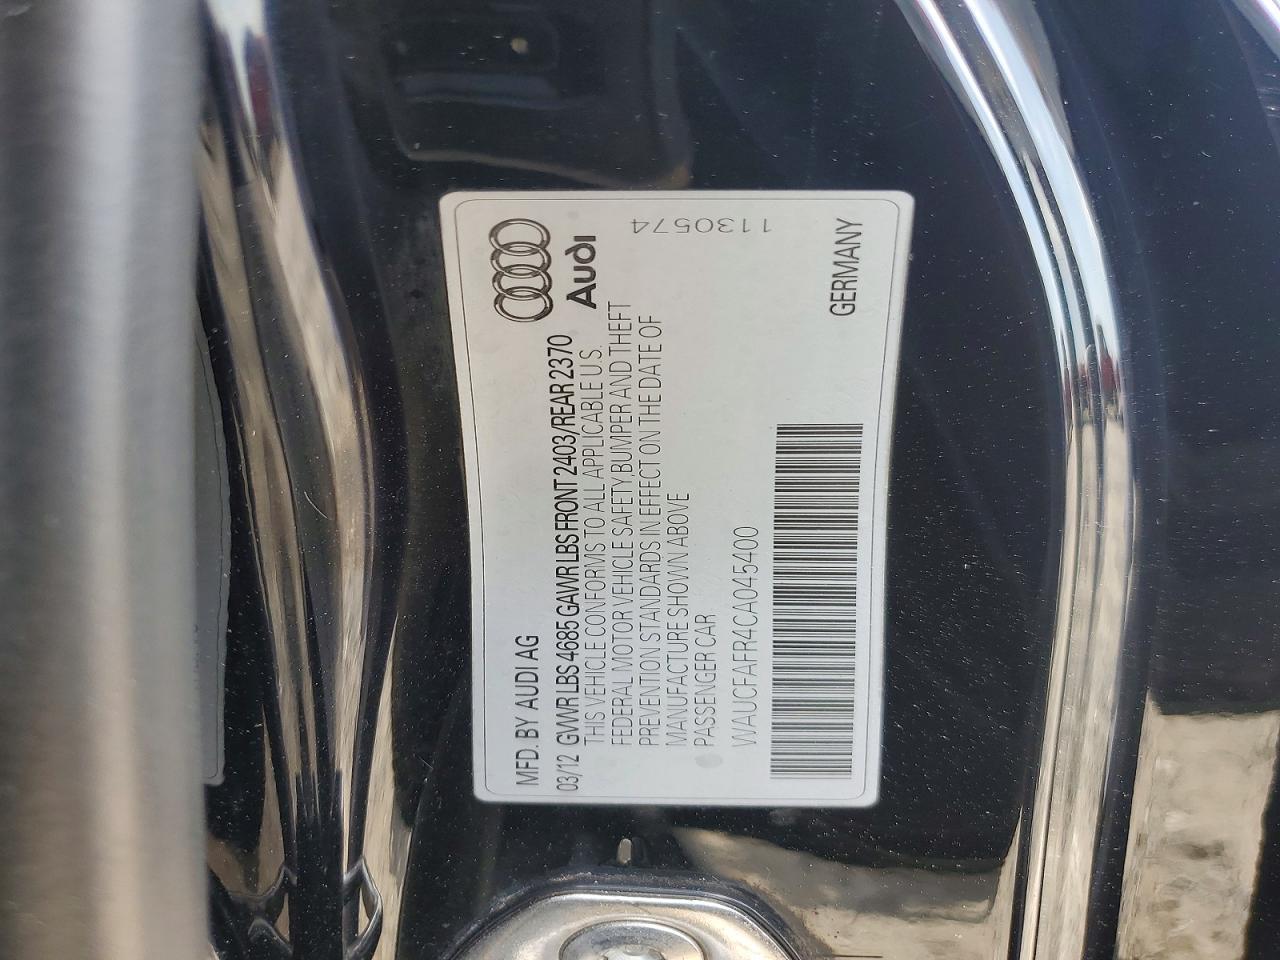 MFD. BY AUDI AG
03/12 GVWR LBS 4685 GAWR LBS FRONT 2403/REAR 2370
THIS VEHICLE CONFORMS TO ALL APPLICABLE U.S.
FEDERAL MOTOR VEHICLE SAFETY/BUMPER AND THEFT
PREVENTION STANDARDS IN EFFECT ON THE DATE OF
MANUFACTURE SHOWN ABOVE
PASSENGER CAR
WAUCFAFR4CA045400
Audi
1130574
GERMANY